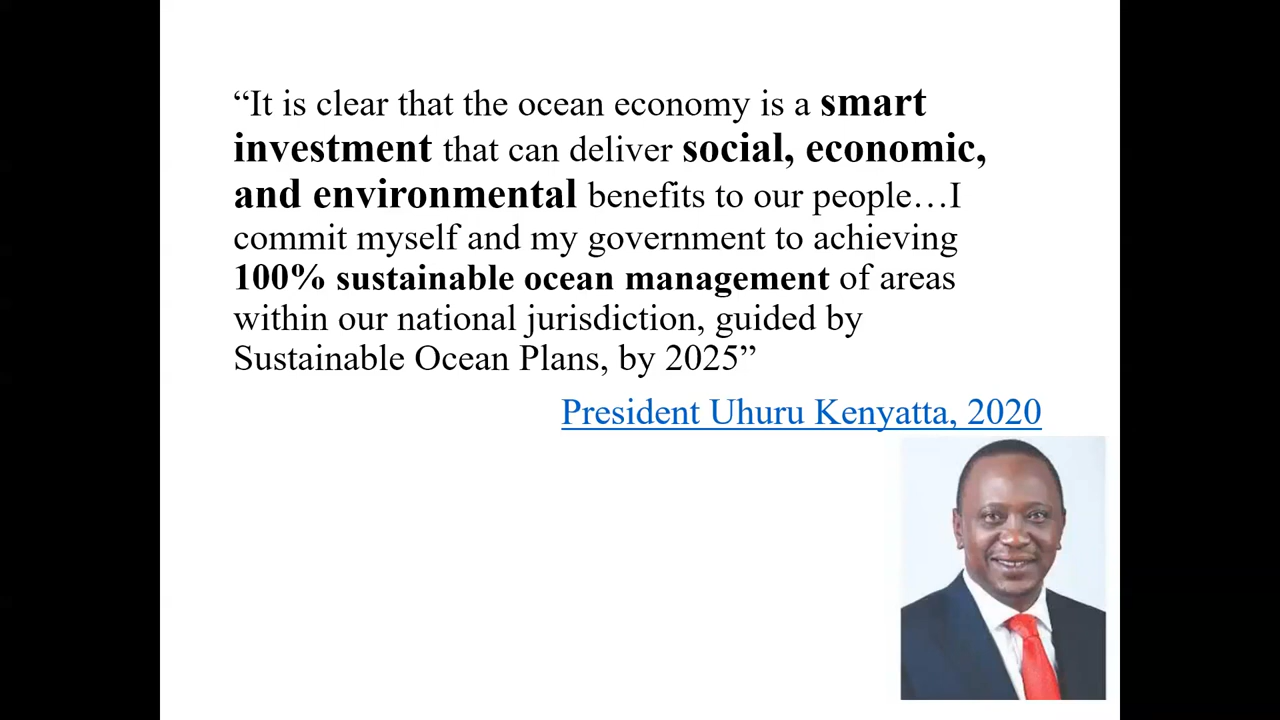 “It is clear that the ocean economy is a smart
investment that can deliver social, economic,
and environmental benefits to our people…I
commit myself and my government to achieving
100% sustainable ocean management of areas
within our national jurisdiction, guided by
Sustainable Ocean Plans, by 2025”
President Uhuru Kenyatta, 2020